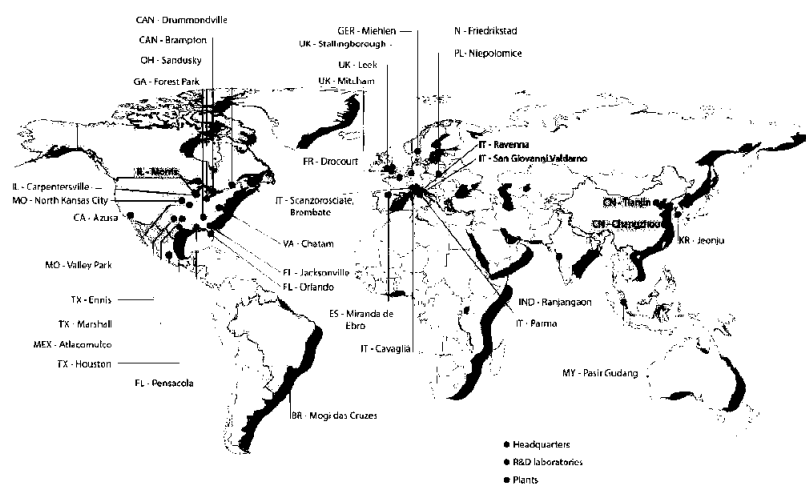 CAN - Drummondville
CAN - Brampton
OH - Sandusky
GA - Forest Park
GER - Miehlen
UK - Stallingborough
UK - Leek
UK - Mitcham
N - Friedrikstad
PL - Niepolomice
IL - Morris
IL - Carpentersville
MO - North Kansas City
CA - Azusa
FR - Drocourt
IT - Ravenna
IT - San Giovanni Valdarno
IT - Scanzorosciate,
Brombate
VA - Chatam
FL - Jacksonville
FL - Orlando
CN - Tianjin
CN - Changzhou
KR - Jeonju
MO - Valley Park
TX - Ennis
TX - Marshall
MEX - Atlacomulco
TX - Houston
FL - Pensacola
ES - Miranda de
Ebro
IT - Cavaglià
IND - Ranjangaon
IT - Parma
MY - Pasir Gudang
BR - Mogi das Cruzes
Headquarters
R&D laboratories
Plants